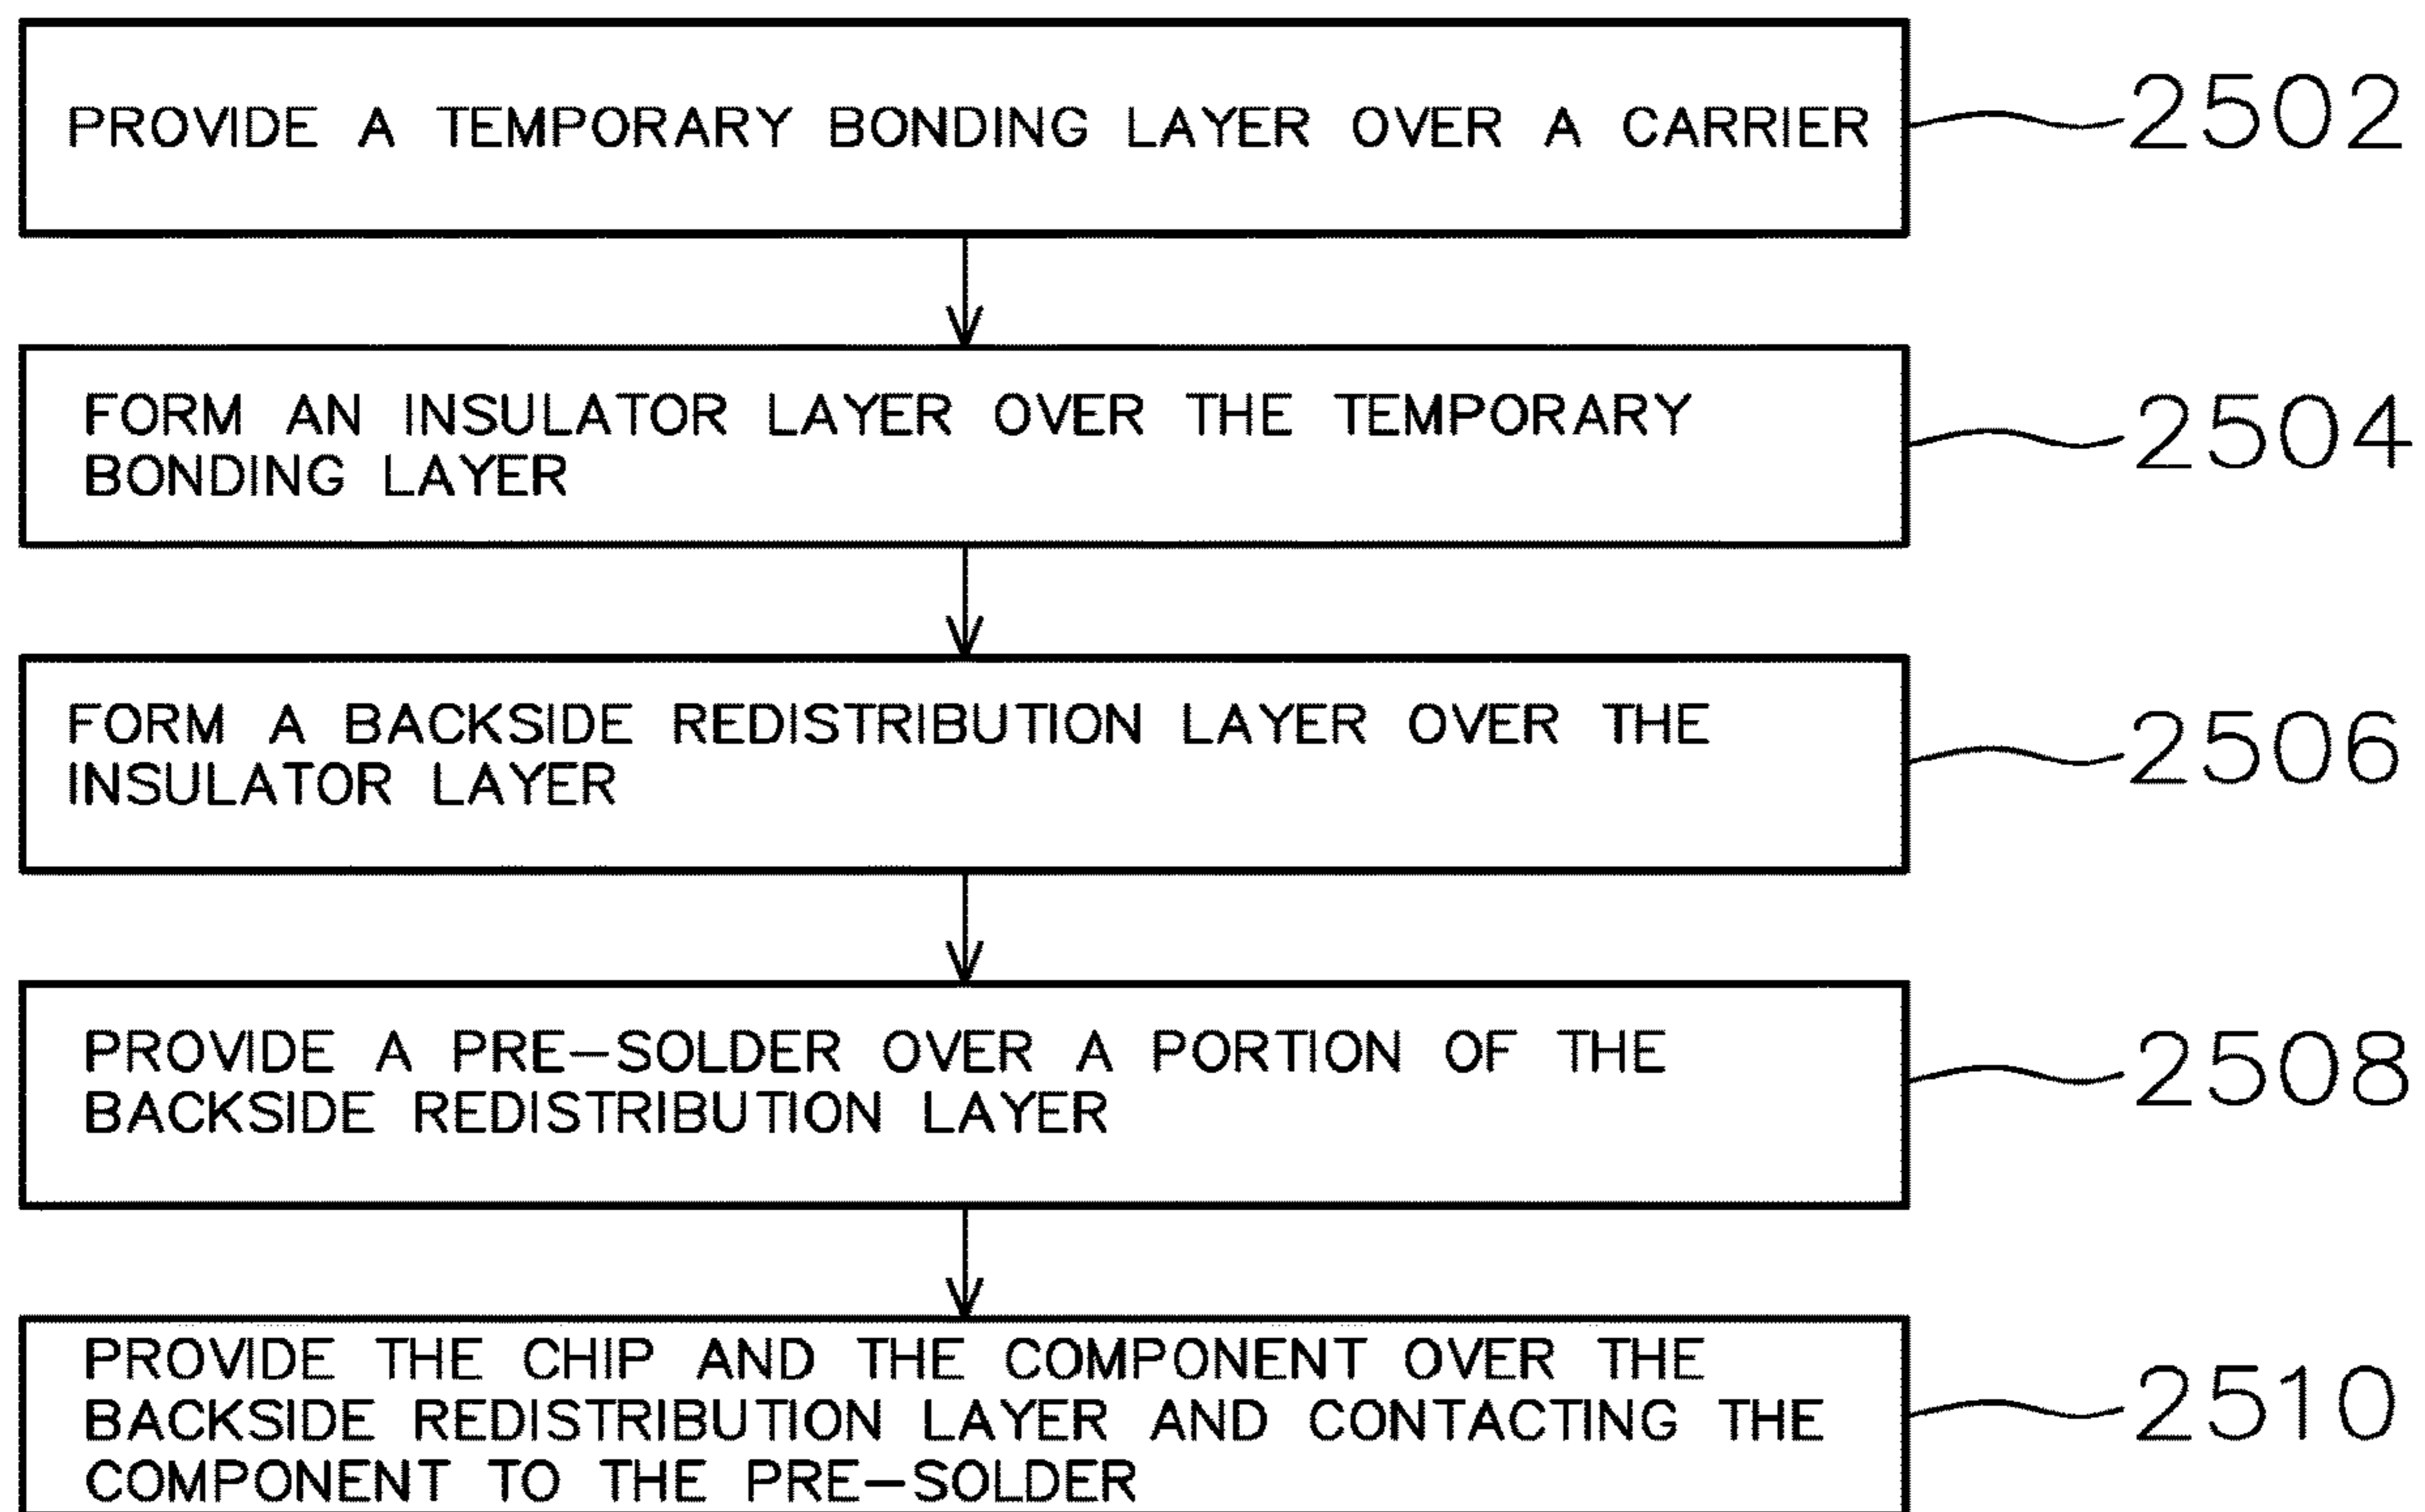 PROVIDE A TEMPORARY BONDING LAYER OVER A CARRIER
2502
FORM AN INSULATOR LAYER OVER THE TEMPORARY
BONDING LAYER
2504
FORM A BACKSIDE REDISTRIBUTION LAYER OVER THE
INSULATOR LAYER
2506
PROVIDE A PRE-SOLDER OVER A PORTION OF THE
BACKSIDE REDISTRIBUTION LAYER
2508
PROVIDE THE CHIP AND THE COMPONENT OVER THE
BACKSIDE REDISTRIBUTION LAYER AND CONTACTING THE
COMPONENT TO THE PRE-SOLDER
2510